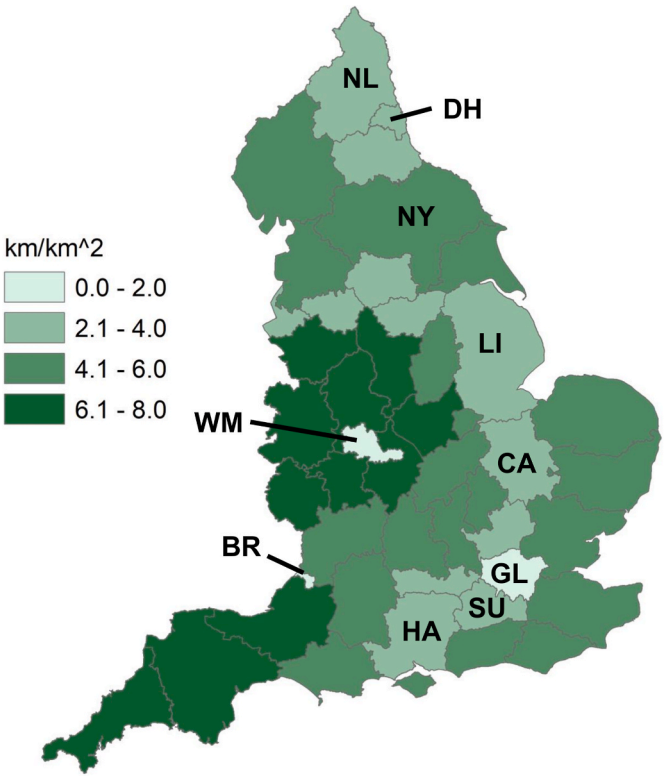 NL
DH
NY
km/km^2
0.0 - 2.0
2.1 - 4.0
4.1 - 6.0
6.1 - 8.0
LI
WM
CA
BR
GL
SU
HA